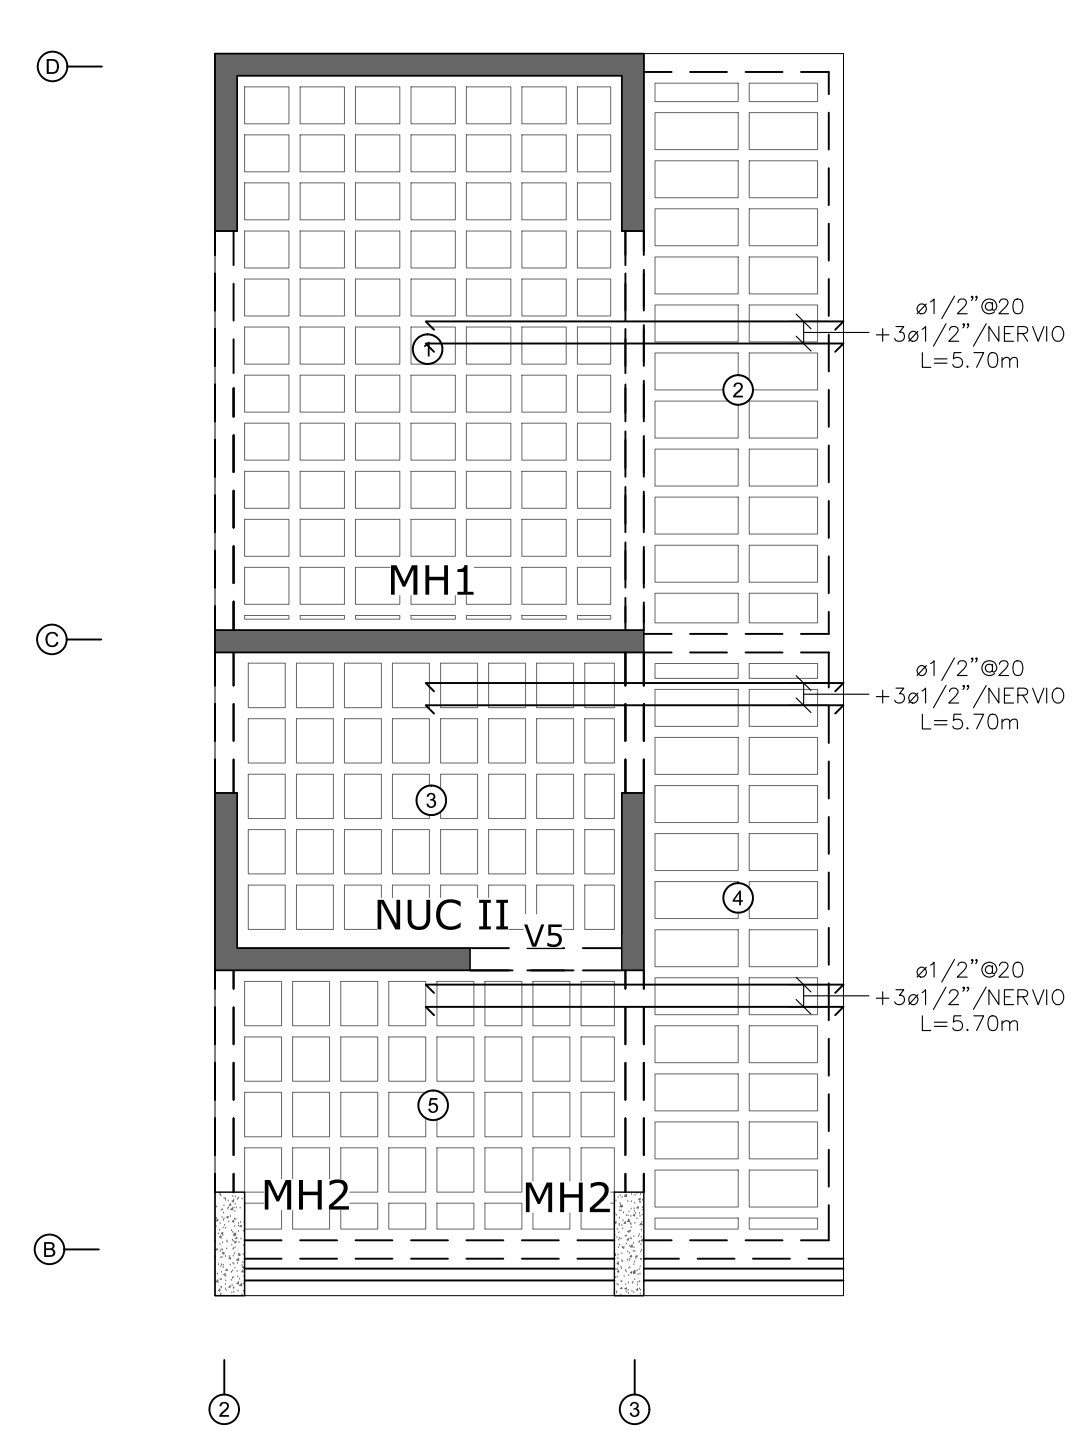 D
ø1/2”@20
+3ø1/2”/NERVIO
L=5.70m
1
2
MH1
C
ø1/2”@20
+3ø1/2”/NERVIO
L=5.70m
3
4
NUC II
V5
ø1/2”@20
+3ø1/2”/NERVIO
L=5.70m
5
MH2 MH2
B
2 3